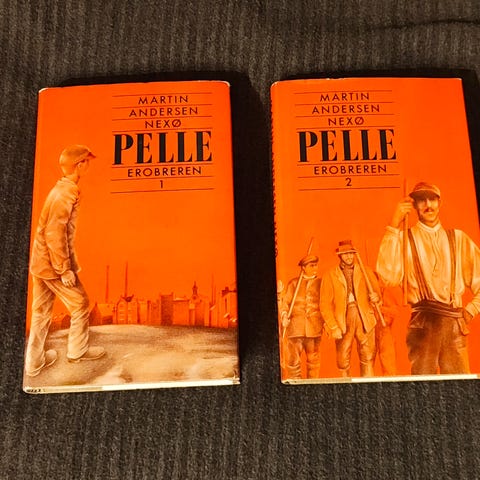 MARTIN
ANDERSEN
NEXØ
PELLE
EROBREREN
1
MARTIN
ANDERSEN
NEXØ
PELLE
EROBREREN
2